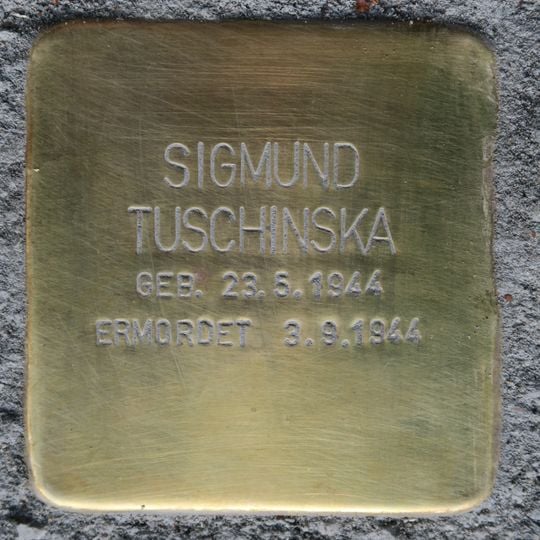 SIGMUND
TUSCHINSKA
GEB. 23.5.1944
ERMORDET 3.9.1944